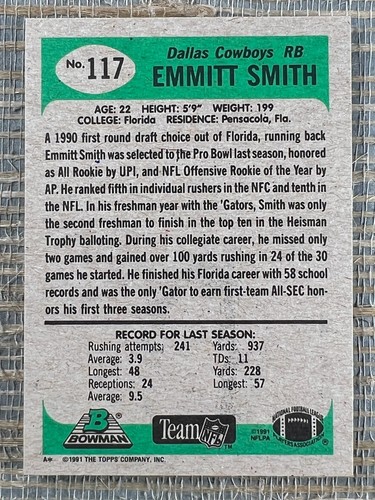 No. 117
Dallas Cowboys RB
EMMITT SMITH
AGE: 22 HEIGHT: 5'9" WEIGHT: 199
COLLEGE: Florida RESIDENCE: Pensacola, Fla.
A 1990 first round draft choice out of Florida, running back
Emmitt Smith was selected to the Pro Bowl last season, honored
as All Rookie by UPI, and NFL Offensive Rookie of the Year by
AP. He ranked fifth in individual rushers in the NFC and tenth in
the NFL. In his freshman year with the 'Gators, Smith was only
the second freshman to finish in the top ten in the Heisman
Trophy balloting. During his collegiate career, he missed only
two games and gained over 100 yards rushing in 24 of the
30 games he started. He finished his Florida career with 58 school
records and was the only 'Gator to earn first-team All-SEC hon-
ors his first three seasons.
RECORD FOR LAST SEASON:
Rushing attempts: 241 Yards: 937
Average: 3.9 TDs: 11
Longest: 48 Yards: 228
Receptions: 24 Longest: 57
Average: 9.5
B
BOWMAN
Team NFL TM
©1991
NFLPA
NATIONAL FOOTBALL LEAGUE
PLAYERS ASSOCIATION
A* ©1991 THE TOPPS COMPANY, INC.